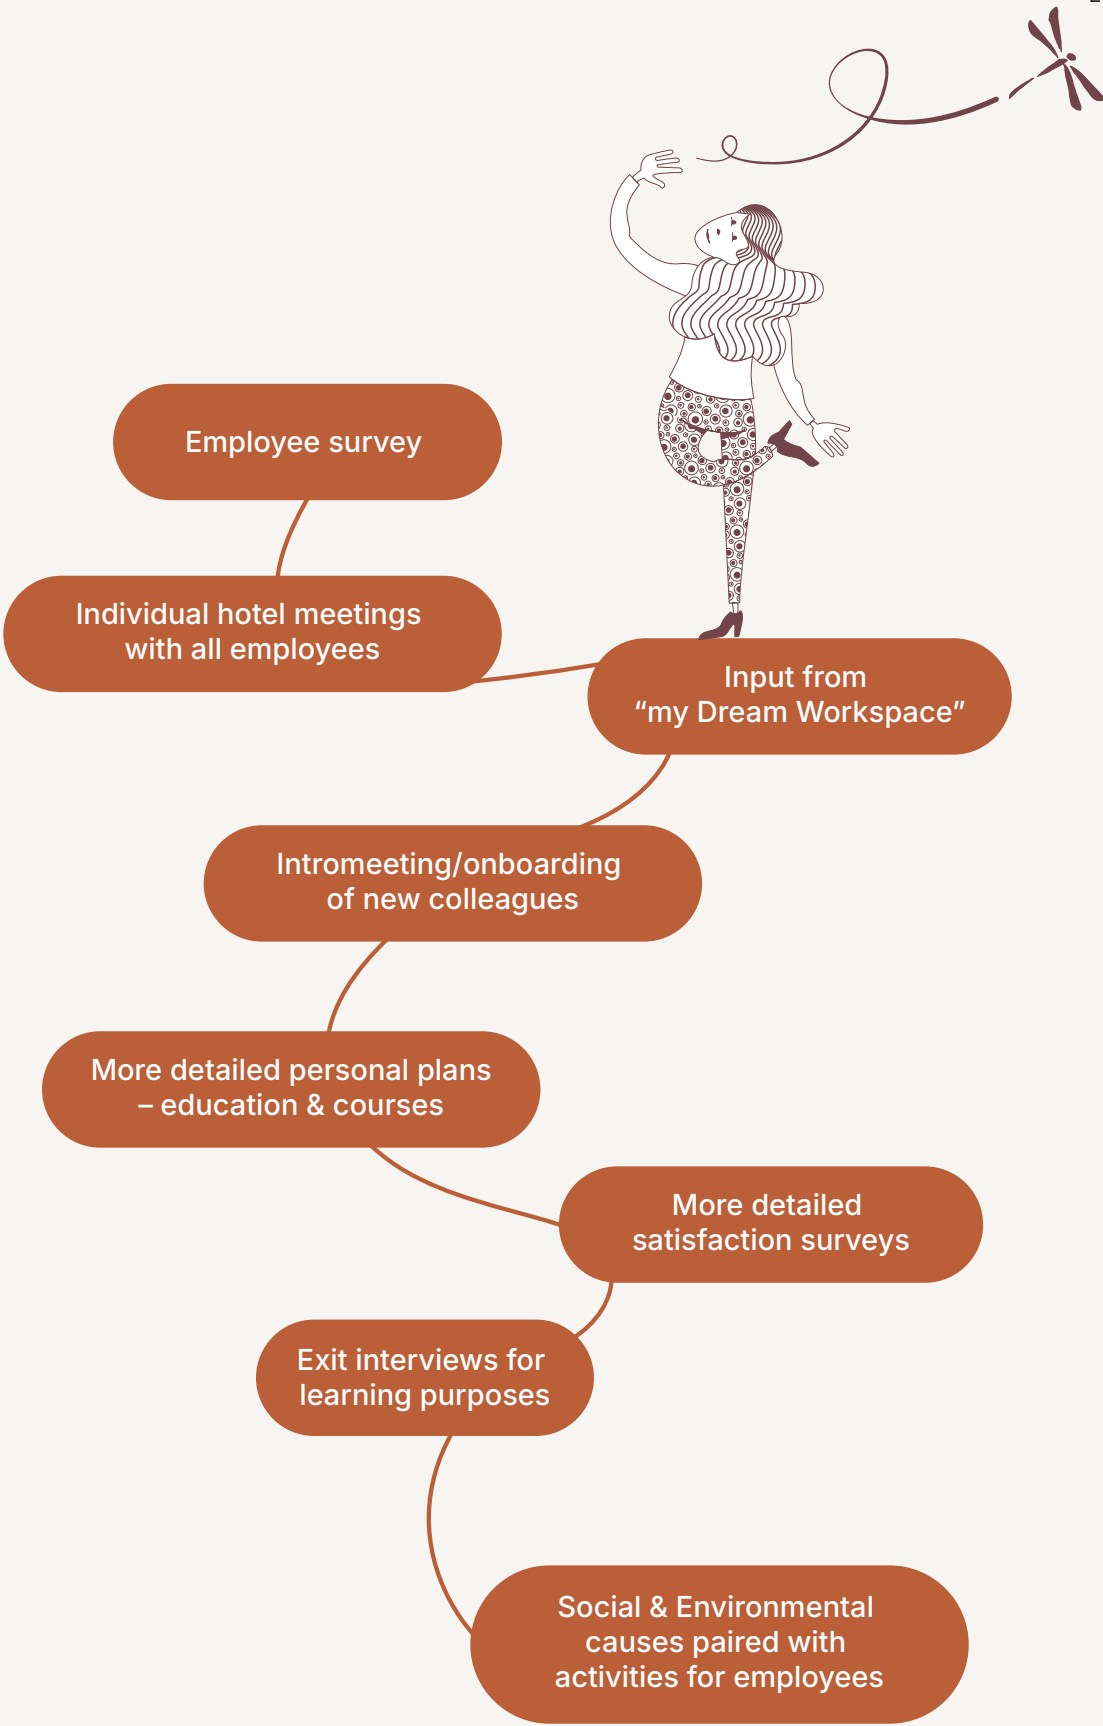 Employee survey
Individual hotel meetings
with all employees
Input from
“my Dream Workspace”
Intromeeting/onboarding
of new colleagues
More detailed personal plans
– education & courses
More detailed
satisfaction surveys
Exit interviews for
learning purposes
Social & Environmental
causes paired with
activities for employees